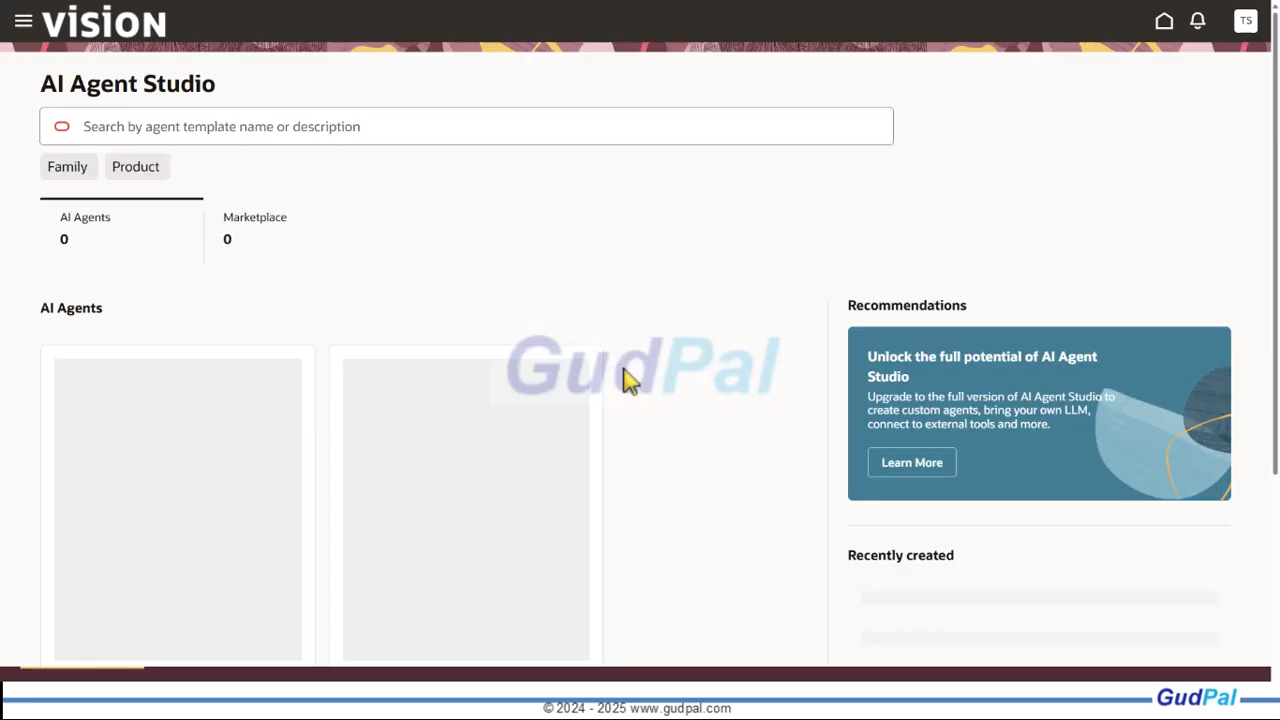 vision
TS
AI Agent Studio
Search by agent template name or description
Family
Product
AI Agents
0
Marketplace
0
AI Agents
Recommendations
Unlock the full potential of AI Agent
Studio
Upgrade to the full version of AI Agent Studio to
create custom agents, bring your own LLM,
connect to external tools and more.
Learn More
Recently created
GudPal
GudPal
© 2024 - 2025 www.gudpal.com